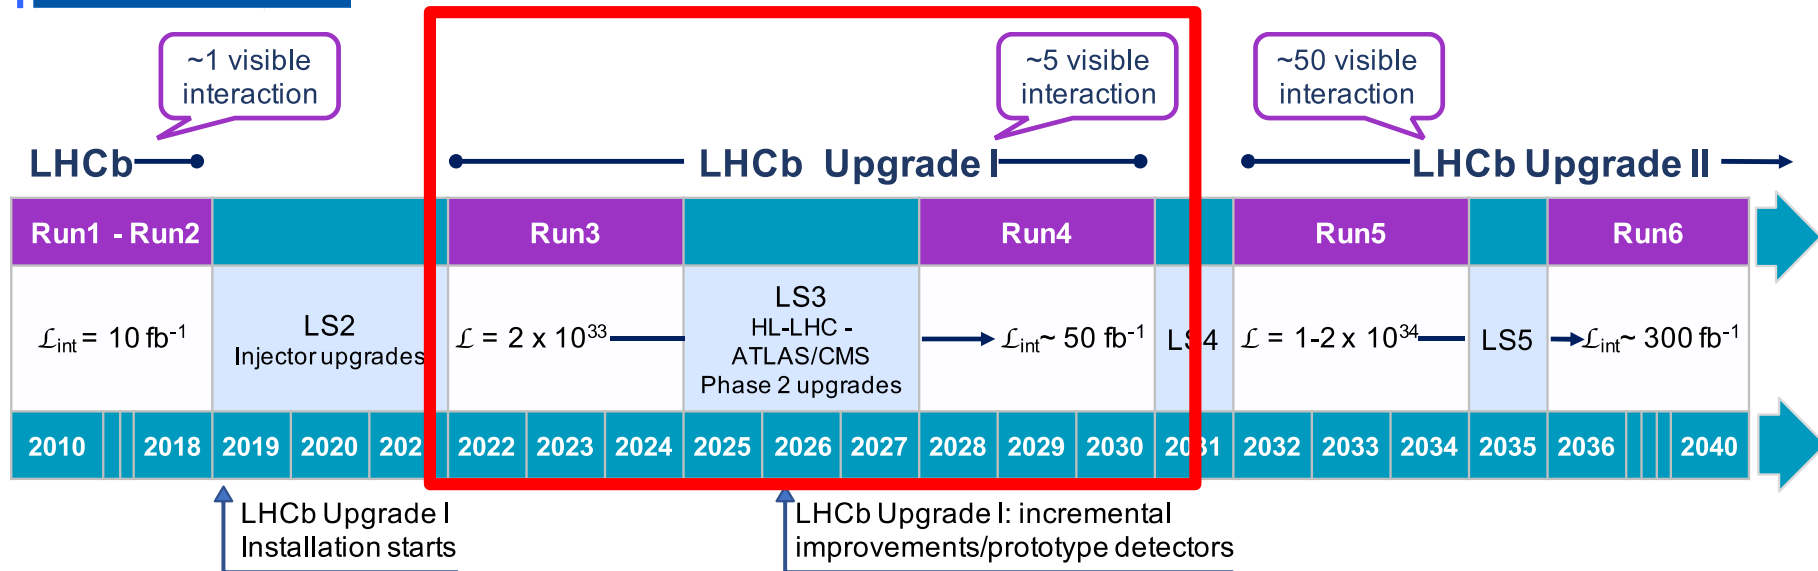 ~1 visible
interaction
~5 visible
interaction
~50 visible
interaction
LHCb
LHCb Upgrade I
LHCb Upgrade II
Run1 - Run2
Run3
Run4
Run5
Run6
ℒint = 10 fb-1
LS2
Injector upgrades
ℒ = 2 x 10³³
LS3
HL-LHC -
ATLAS/CMS
Phase 2 upgrades
ℒint~ 50 fb-1
LS4
ℒ = 1-2 x 10³⁴
LS5
ℒint~ 300 fb-1
2010 2018 2019 2020 2021 2022 2023 2024 2025 2026 2027 2028 2029 2030 2031 2032 2033 2034 2035 2036 2040
LHCb Upgrade I
Installation starts
LHCb Upgrade I: incremental
improvements/prototype detectors